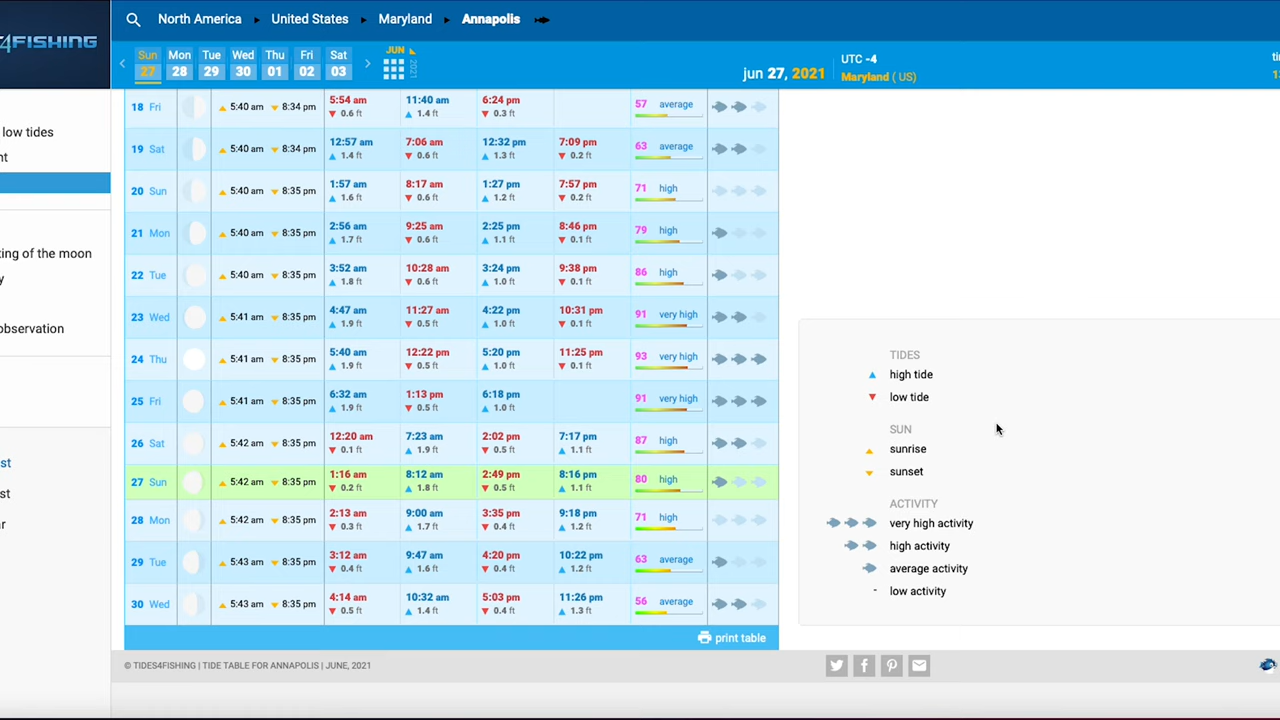 North America United States Maryland Annapolis
4FISHING
Sun Mon Tue Wed Thu Fri Sat JUN 2021
27 28 29 30 01 02 03
jun 27, 2021
UTC -4
Maryland ( US)
low tides
nt
ting of the moon
y
observation
st
st
r
18 Fri 5:40 am 8:34 pm 5:54 am 11:40 am 6:24 pm 57 average
0.6 ft 1.4 ft 0.3 ft
19 Sat 5:40 am 8:34 pm 12:57 am 7:06 am 12:32 pm 7:09 pm 63 average
1.4 ft 0.6 ft 1.3 ft 0.2 ft
20 Sun 5:40 am 8:35 pm 1:57 am 8:17 am 1:27 pm 7:57 pm 71 high
1.6 ft 0.6 ft 1.2 ft 0.2 ft
21 Mon 5:40 am 8:35 pm 2:56 am 9:25 am 2:25 pm 8:46 pm 79 high
1.7 ft 0.6 ft 1.1 ft 0.1 ft
22 Tue 5:40 am 8:35 pm 3:52 am 10:28 am 3:24 pm 9:38 pm 86 high
1.8 ft 0.6 ft 1.0 ft 0.1 ft
23 Wed 5:41 am 8:35 pm 4:47 am 11:27 am 4:22 pm 10:31 pm 91 very high
1.9 ft 0.5 ft 1.0 ft 0.1 ft
24 Thu 5:41 am 8:35 pm 5:40 am 12:22 pm 5:20 pm 11:25 pm 93 very high
1.9 ft 0.5 ft 1.0 ft 0.1 ft
25 Fri 5:41 am 8:35 pm 6:32 am 1:13 pm 6:18 pm 91 very high
1.9 ft 0.5 ft 1.0 ft
26 Sat 5:42 am 8:35 pm 12:20 am 7:23 am 2:02 pm 7:17 pm 87 high
0.1 ft 1.9 ft 0.5 ft 1.1 ft
27 Sun 5:42 am 8:35 pm 1:16 am 8:12 am 2:49 pm 8:16 pm 80 high
0.2 ft 1.8 ft 0.5 ft 1.1 ft
28 Mon 5:42 am 8:35 pm 2:13 am 9:00 am 3:35 pm 9:18 pm 71 high
0.3 ft 1.7 ft 0.4 ft 1.2 ft
29 Tue 5:43 am 8:35 pm 3:12 am 9:47 am 4:20 pm 10:22 pm 63 average
0.4 ft 1.6 ft 0.4 ft 1.2 ft
30 Wed 5:43 am 8:35 pm 4:14 am 10:32 am 5:03 pm 11:26 pm 56 average
0.5 ft 1.4 ft 0.4 ft 1.3 ft
print table
TIDES
high tide
low tide
SUN
sunrise
sunset
ACTIVITY
very high activity
high activity
average activity
- low activity
© TIDES4FISHING | TIDE TABLE FOR ANNAPOLIS | JUNE, 2021